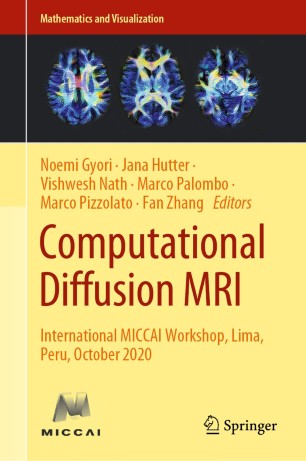 Mathematics and Visualization
Noemi Gyori · Jana Hutter ·
Vishwesh Nath · Marco Palombo ·
Marco Pizzolato · Fan Zhang Editors
Computational
Diffusion MRI
International MICCAI Workshop, Lima,
Peru, October 2020
MICCAI
Springer